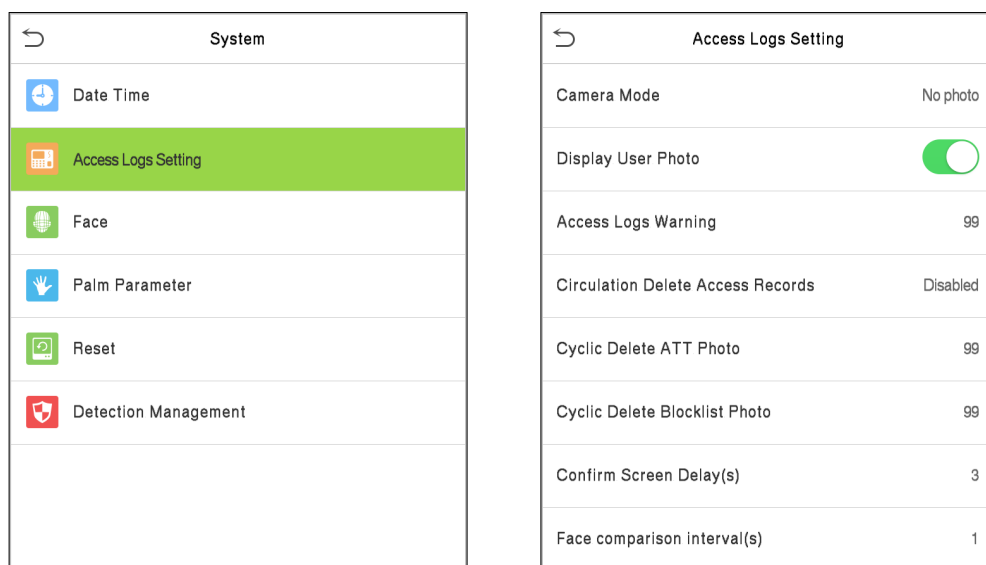 System
Date Time
Access Logs Setting
Face
Palm Parameter
Reset
Detection Management
Access Logs Setting
Camera Mode No photo
Display User Photo
Access Logs Warning 99
Circulation Delete Access Records Disabled
Cyclic Delete ATT Photo 99
Cyclic Delete Blocklist Photo 99
Confirm Screen Delay(s) 3
Face comparison interval(s) 1